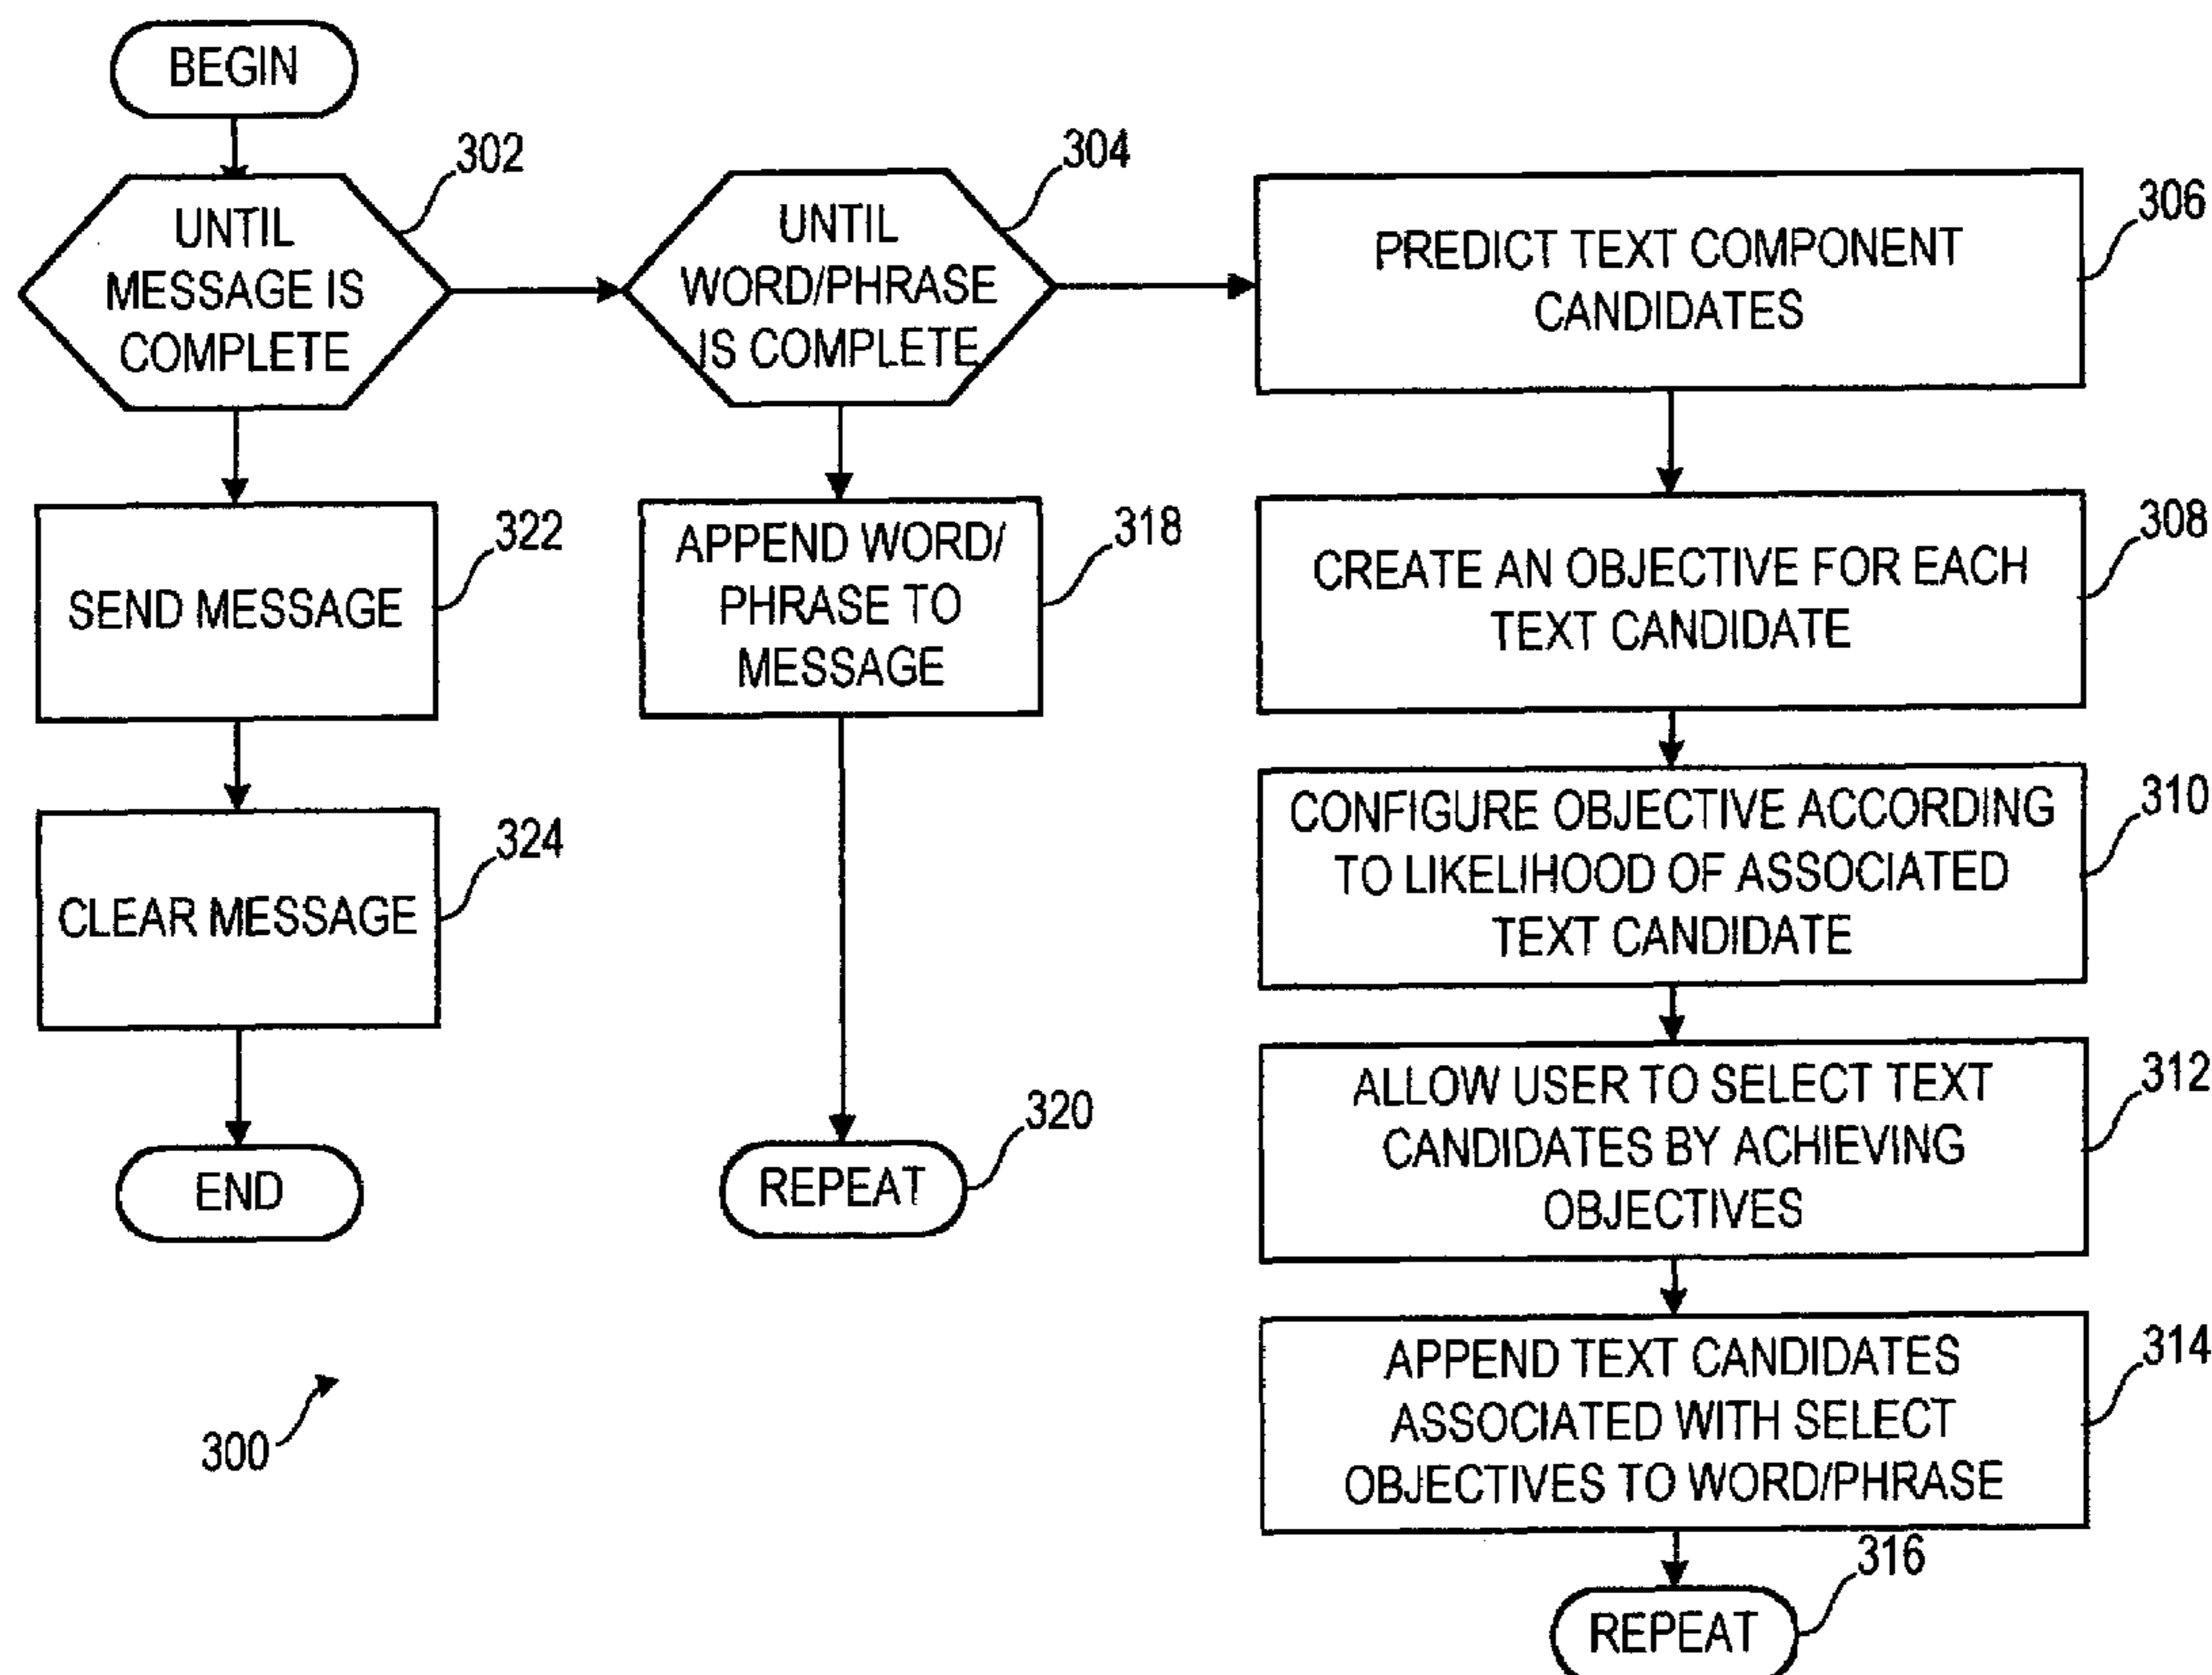 BEGIN
302
UNTIL
MESSAGE IS
COMPLETE
304
UNTIL
WORD/PHRASE
IS COMPLETE
306
PREDICT TEXT COMPONENT
CANDIDATES
308
CREATE AN OBJECTIVE FOR EACH
TEXT CANDIDATE
310
CONFIGURE OBJECTIVE ACCORDING
TO LIKELIHOOD OF ASSOCIATED
TEXT CANDIDATE
312
ALLOW USER TO SELECT TEXT
CANDIDATES BY ACHIEVING
OBJECTIVES
314
APPEND TEXT CANDIDATES
ASSOCIATED WITH SELECT
OBJECTIVES TO WORD/PHRASE
316
REPEAT
318
APPEND WORD/
PHRASE TO
MESSAGE
320
REPEAT
322
SEND MESSAGE
324
CLEAR MESSAGE
END
300